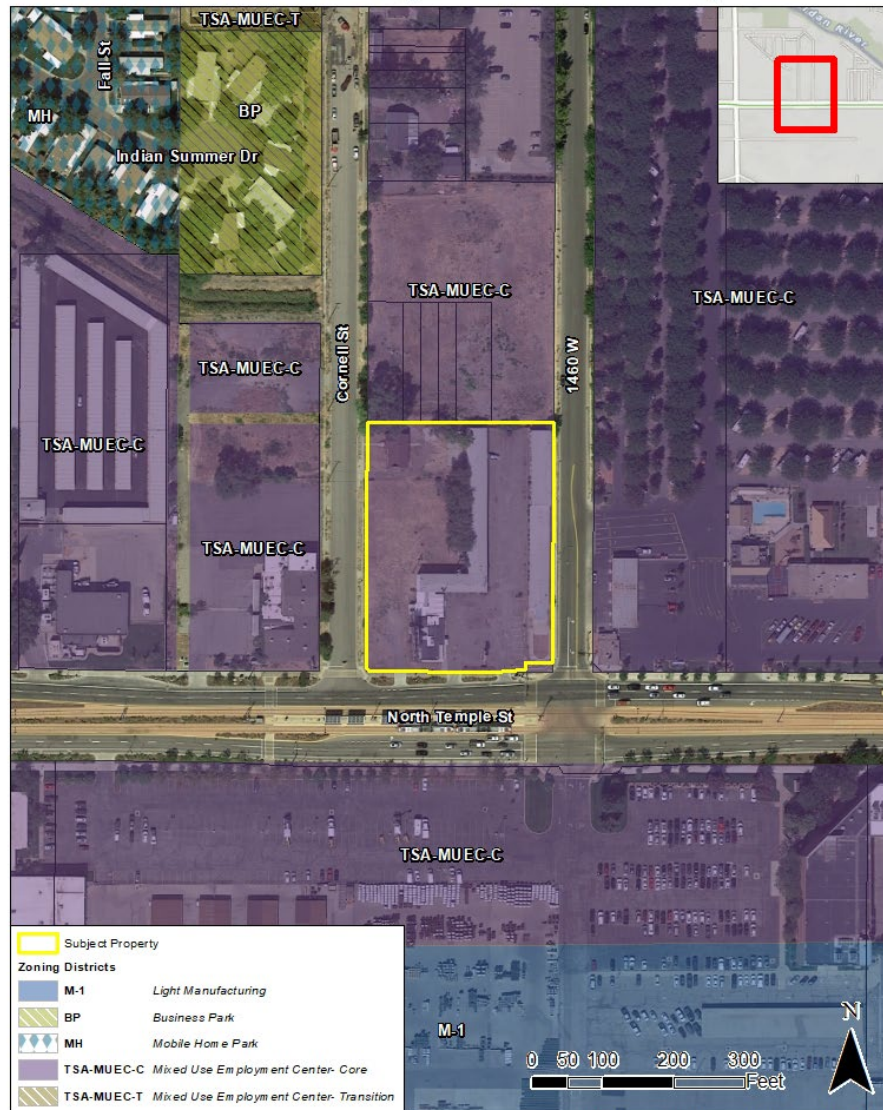 TSA-MUEC-T
Jordan River
Fall St
MH
BP
Indian Summer Dr
TSA-MUEC-C
TSA-MUEC-C
TSA-MUEC-C
Cornell St
1460 W
TSA-MUEC-C
TSA-MUEC-C
North Temple St
TSA-MUEC-C
M-1
Subject Property
Zoning Districts
M-1 Light Manufacturing
BP Business Park
MH Mobile Home Park
TSA-MUEC-C Mixed Use Employment Center- Core
TSA-MUEC-T Mixed Use Employment Center- Transition
N
0 50 100 200 300
Feet